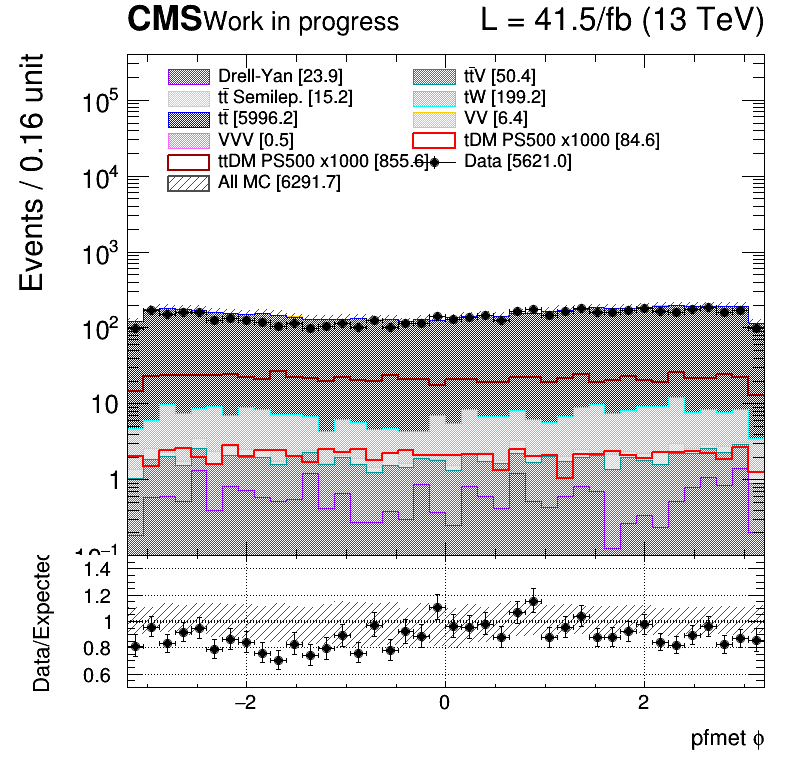 CMS Work in progress L = 41.5/fb (13 TeV)
Events / 0.16 unit
10⁵
10⁴
10³
10²
10
1
10⁻¹
Drell-Yan [23.9] tt̄V [50.4]
tt̄ Semilep. [15.2] tW [199.2]
tt̄ [5996.2] VV [6.4]
VVV [0.5] tDM PS500 x1000 [84.6]
ttDM PS500 x1000 [855.6] Data [5621.0]
All MC [6291.7]
Data/Expected
1.4
1.2
1
0.8
0.6
−2 0 2
pfmet ϕ